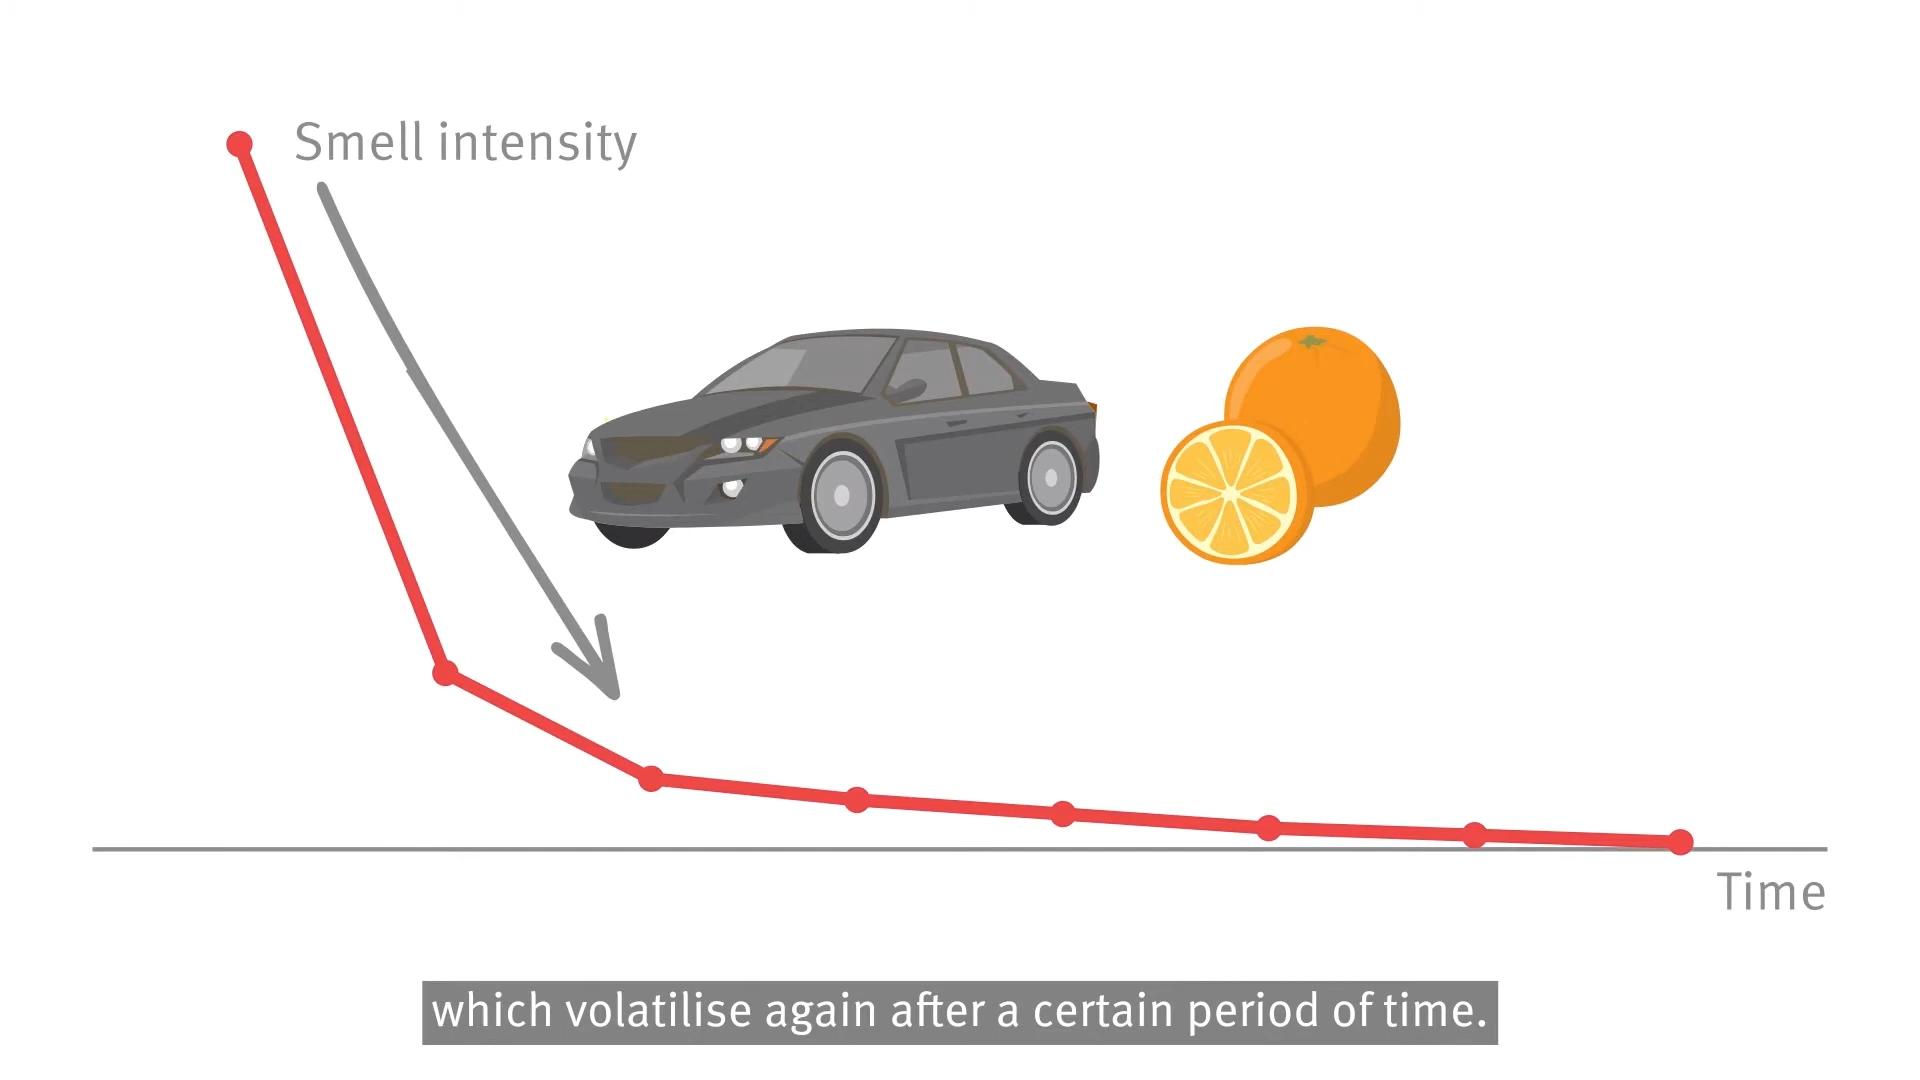 Smell intensity
Time
which volatilise again after a certain period of time.